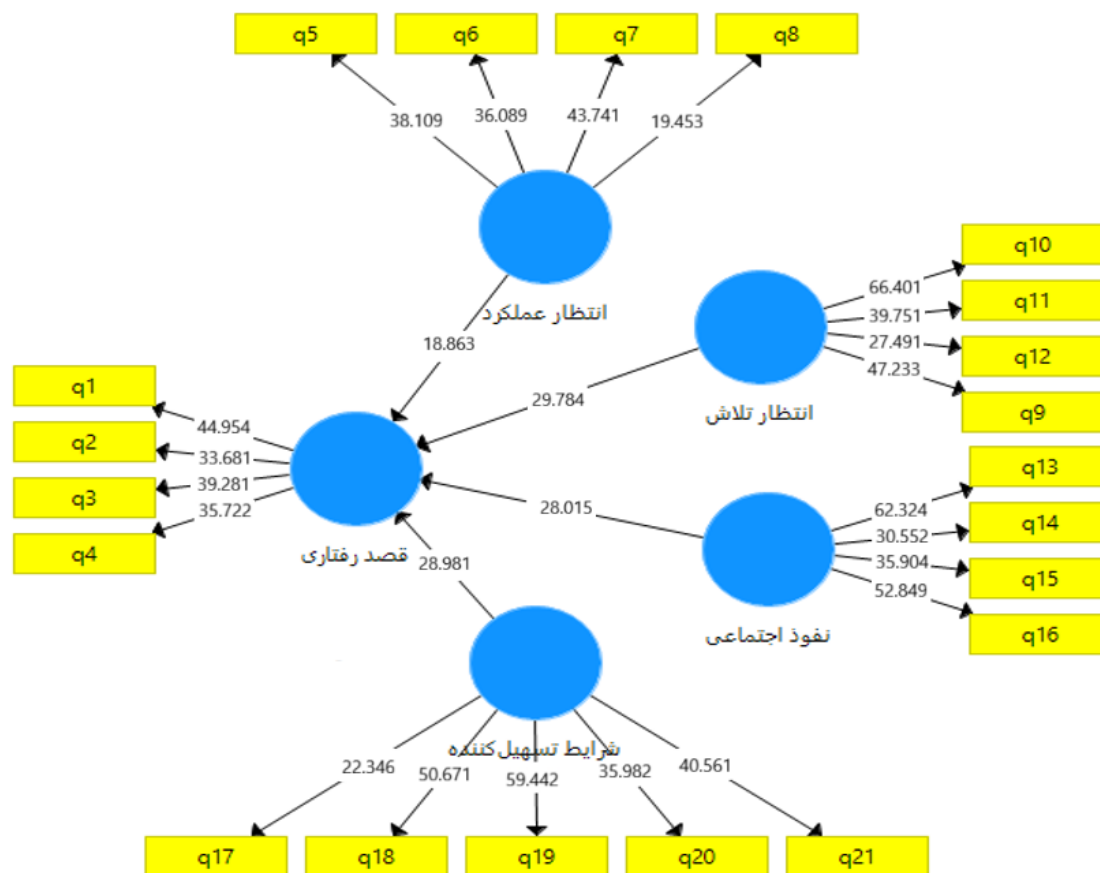 q5
q6
q7
q8
38.109
36.089
43.741
19.453
انتظار عملکرد
18.863
q10
q11
q12
q9
66.401
39.751
27.491
47.233
انتظار تلاش
29.784
q1
q2
q3
q4
44.954
33.681
39.281
35.722
قصد رفتاری
28.015
q13
q14
q15
q16
62.324
30.552
35.904
52.849
نفوذ اجتماعی
28.981
شرایط تسهیل‌کننده
22.346
50.671
59.442
35.982
40.561
q17
q18
q19
q20
q21